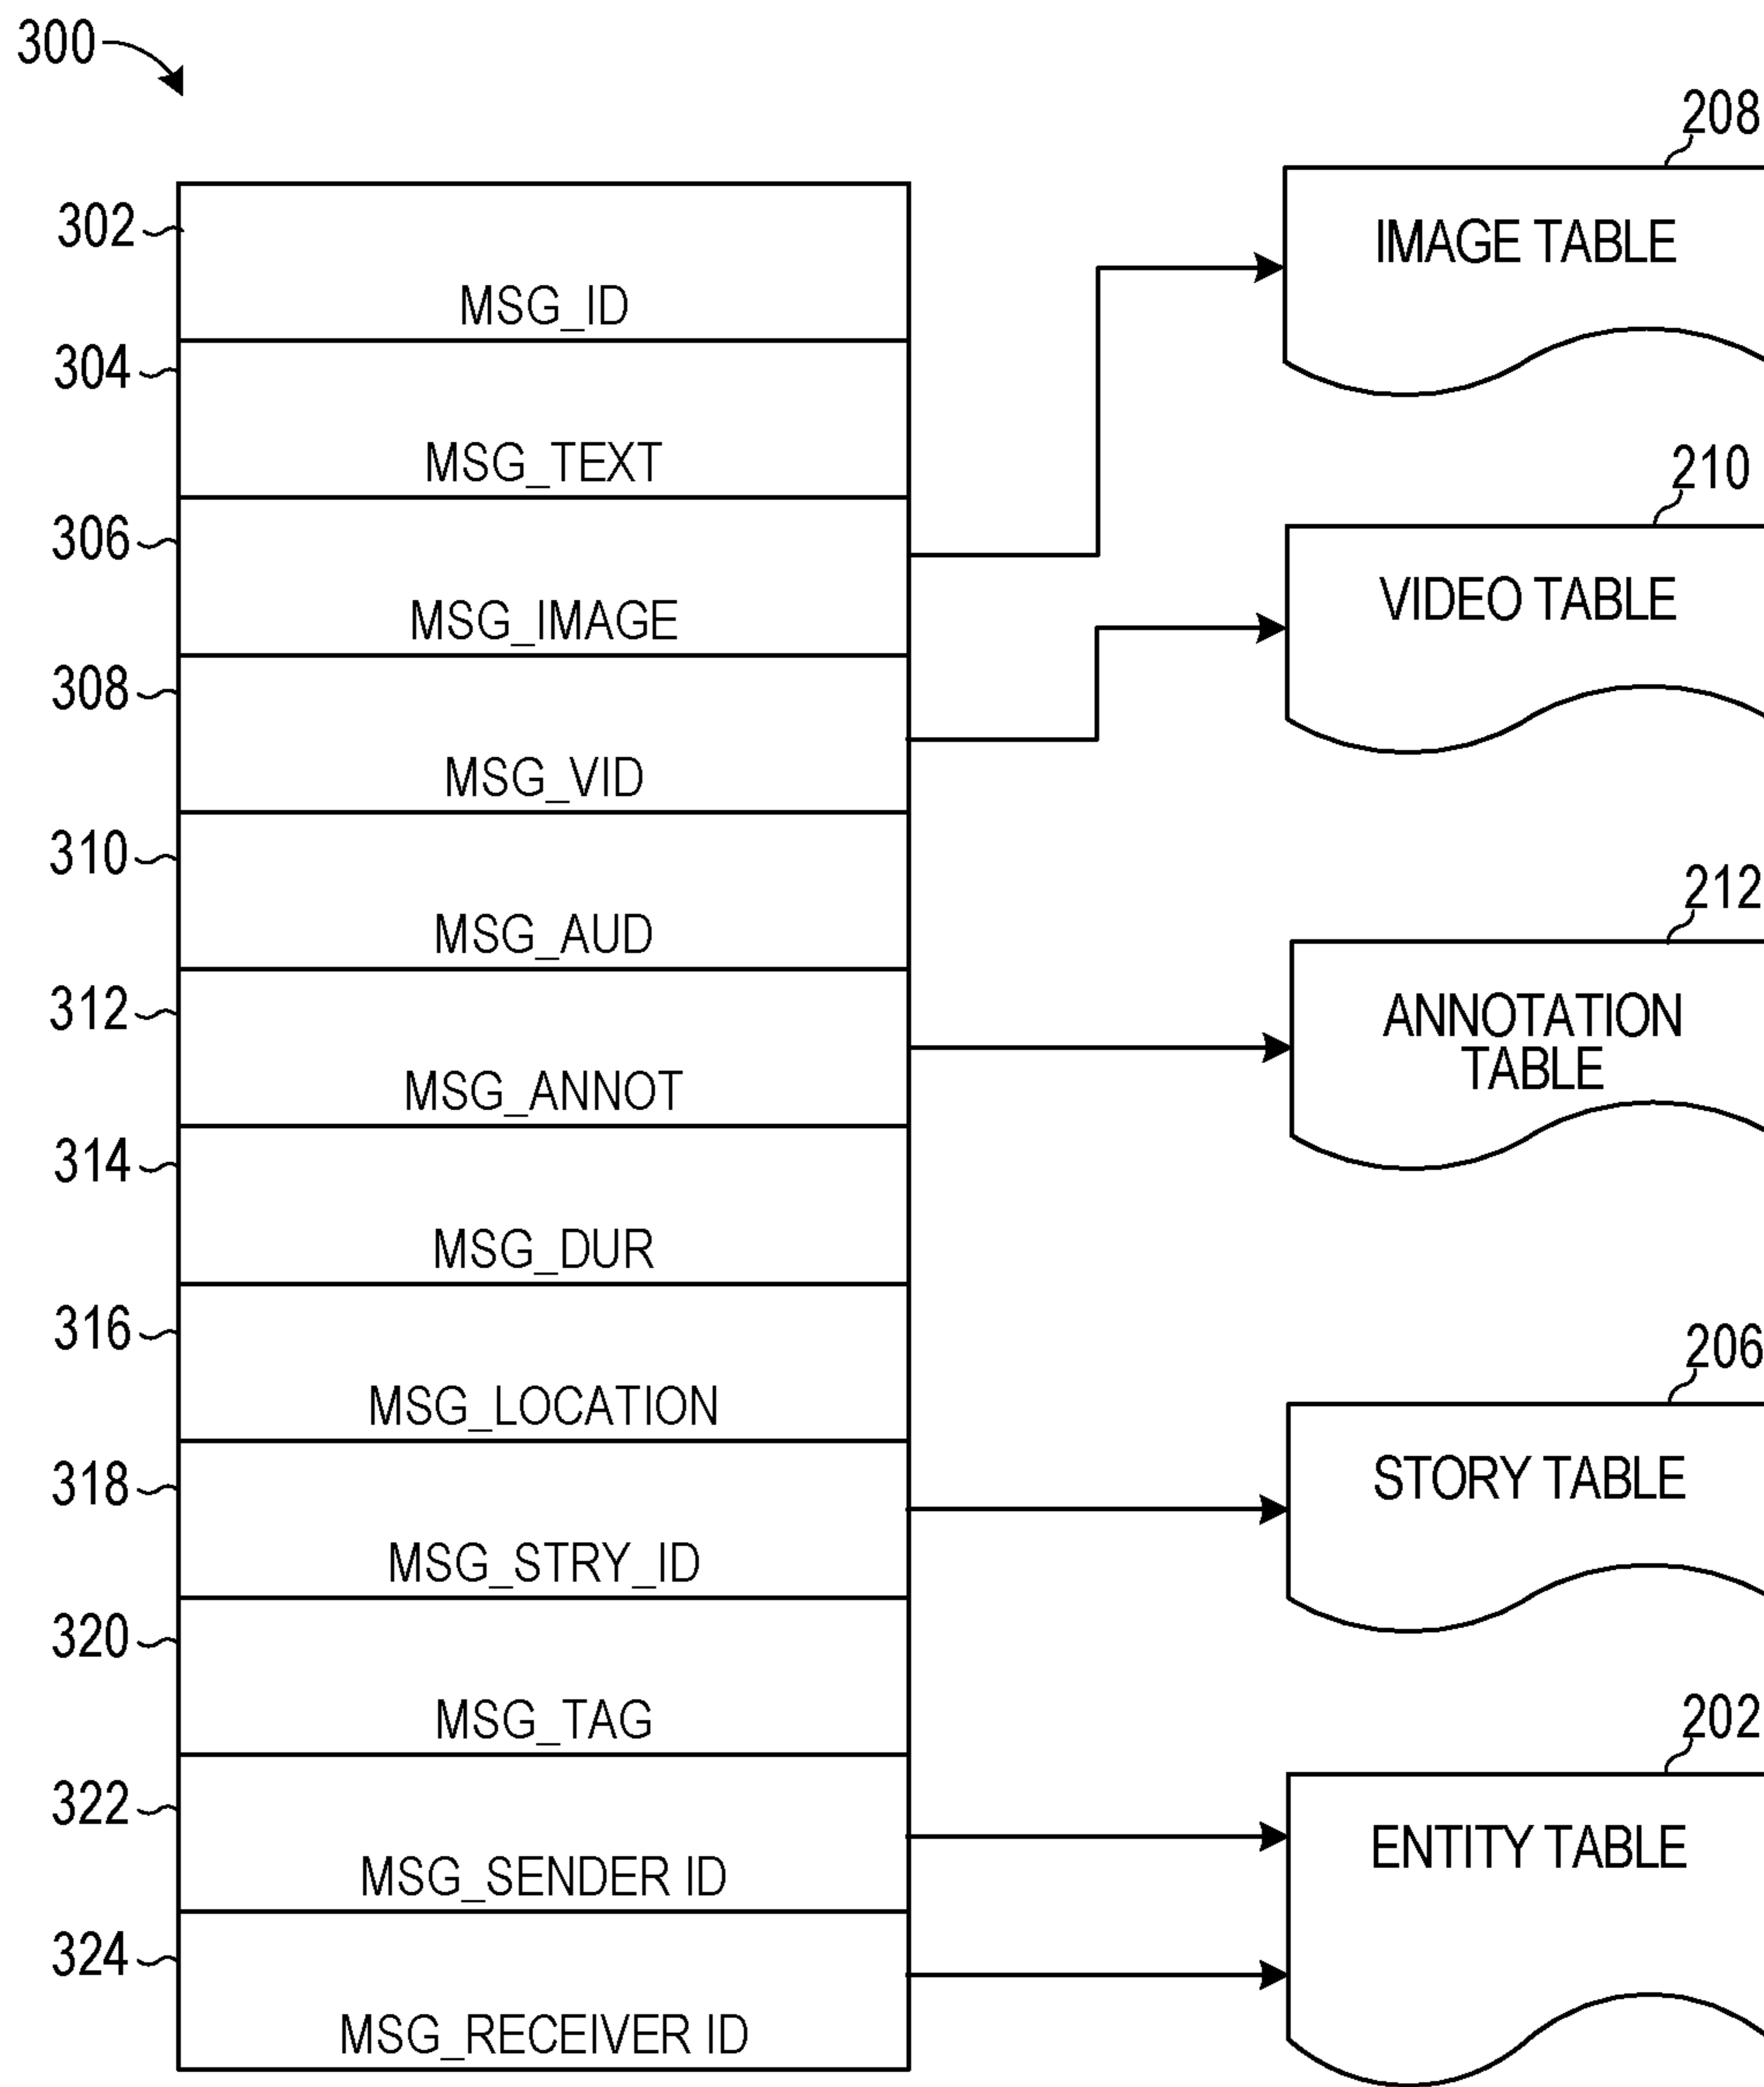 300
302
MSG_ID
304
MSG_TEXT
306
MSG_IMAGE
308
MSG_VID
310
MSG_AUD
312
MSG_ANNOT
314
MSG_DUR
316
MSG_LOCATION
318
MSG_STRY_ID
320
MSG_TAG
322
MSG_SENDER ID
324
MSG_RECEIVER ID
208
IMAGE TABLE
210
VIDEO TABLE
212
ANNOTATION
TABLE
206
STORY TABLE
202
ENTITY TABLE